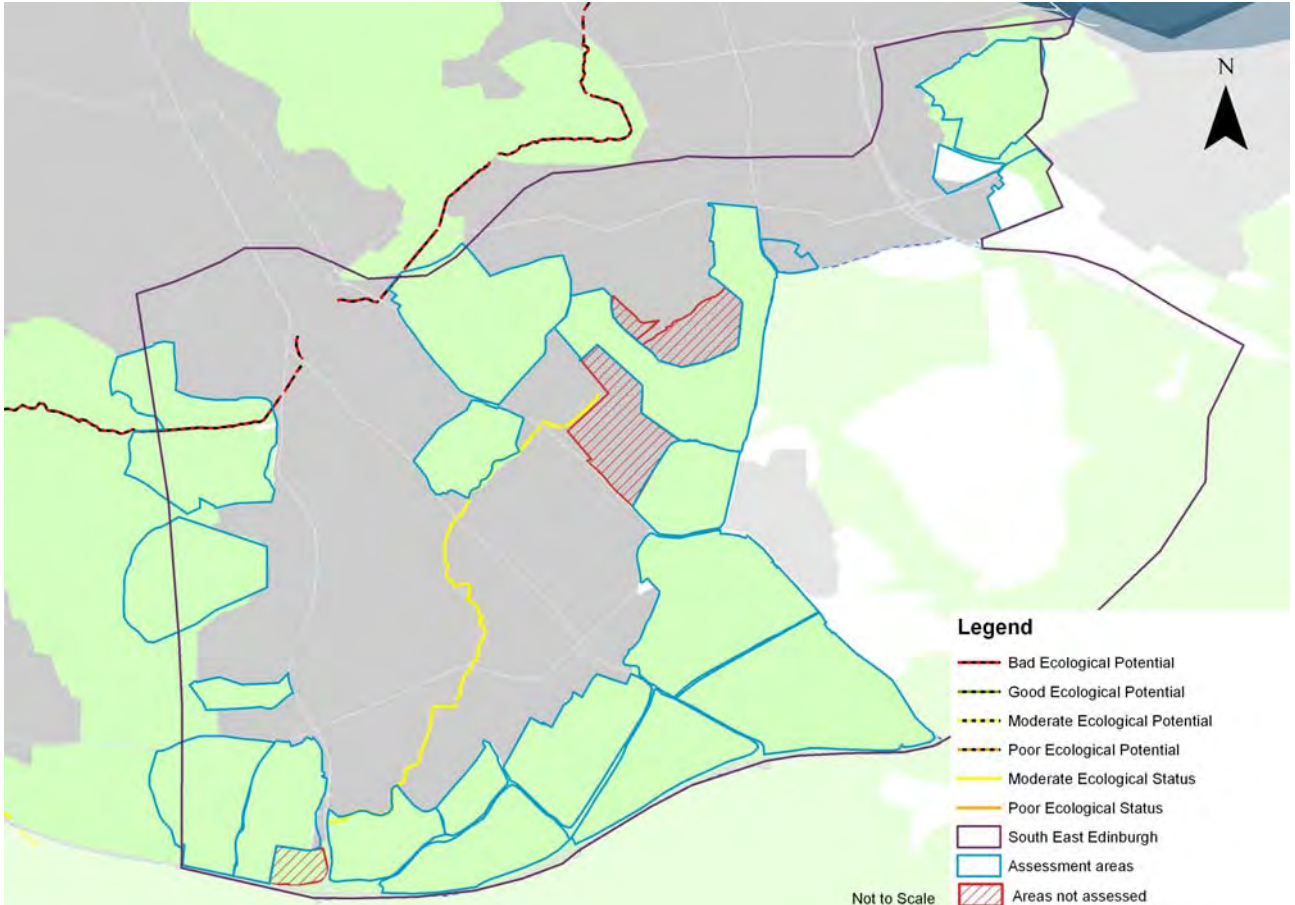 N
Legend
Bad Ecological Potential
Good Ecological Potential
Moderate Ecological Potential
Poor Ecological Potential
Moderate Ecological Status
Poor Ecological Status
South East Edinburgh
Assessment areas
Areas not assessed
Not to Scale